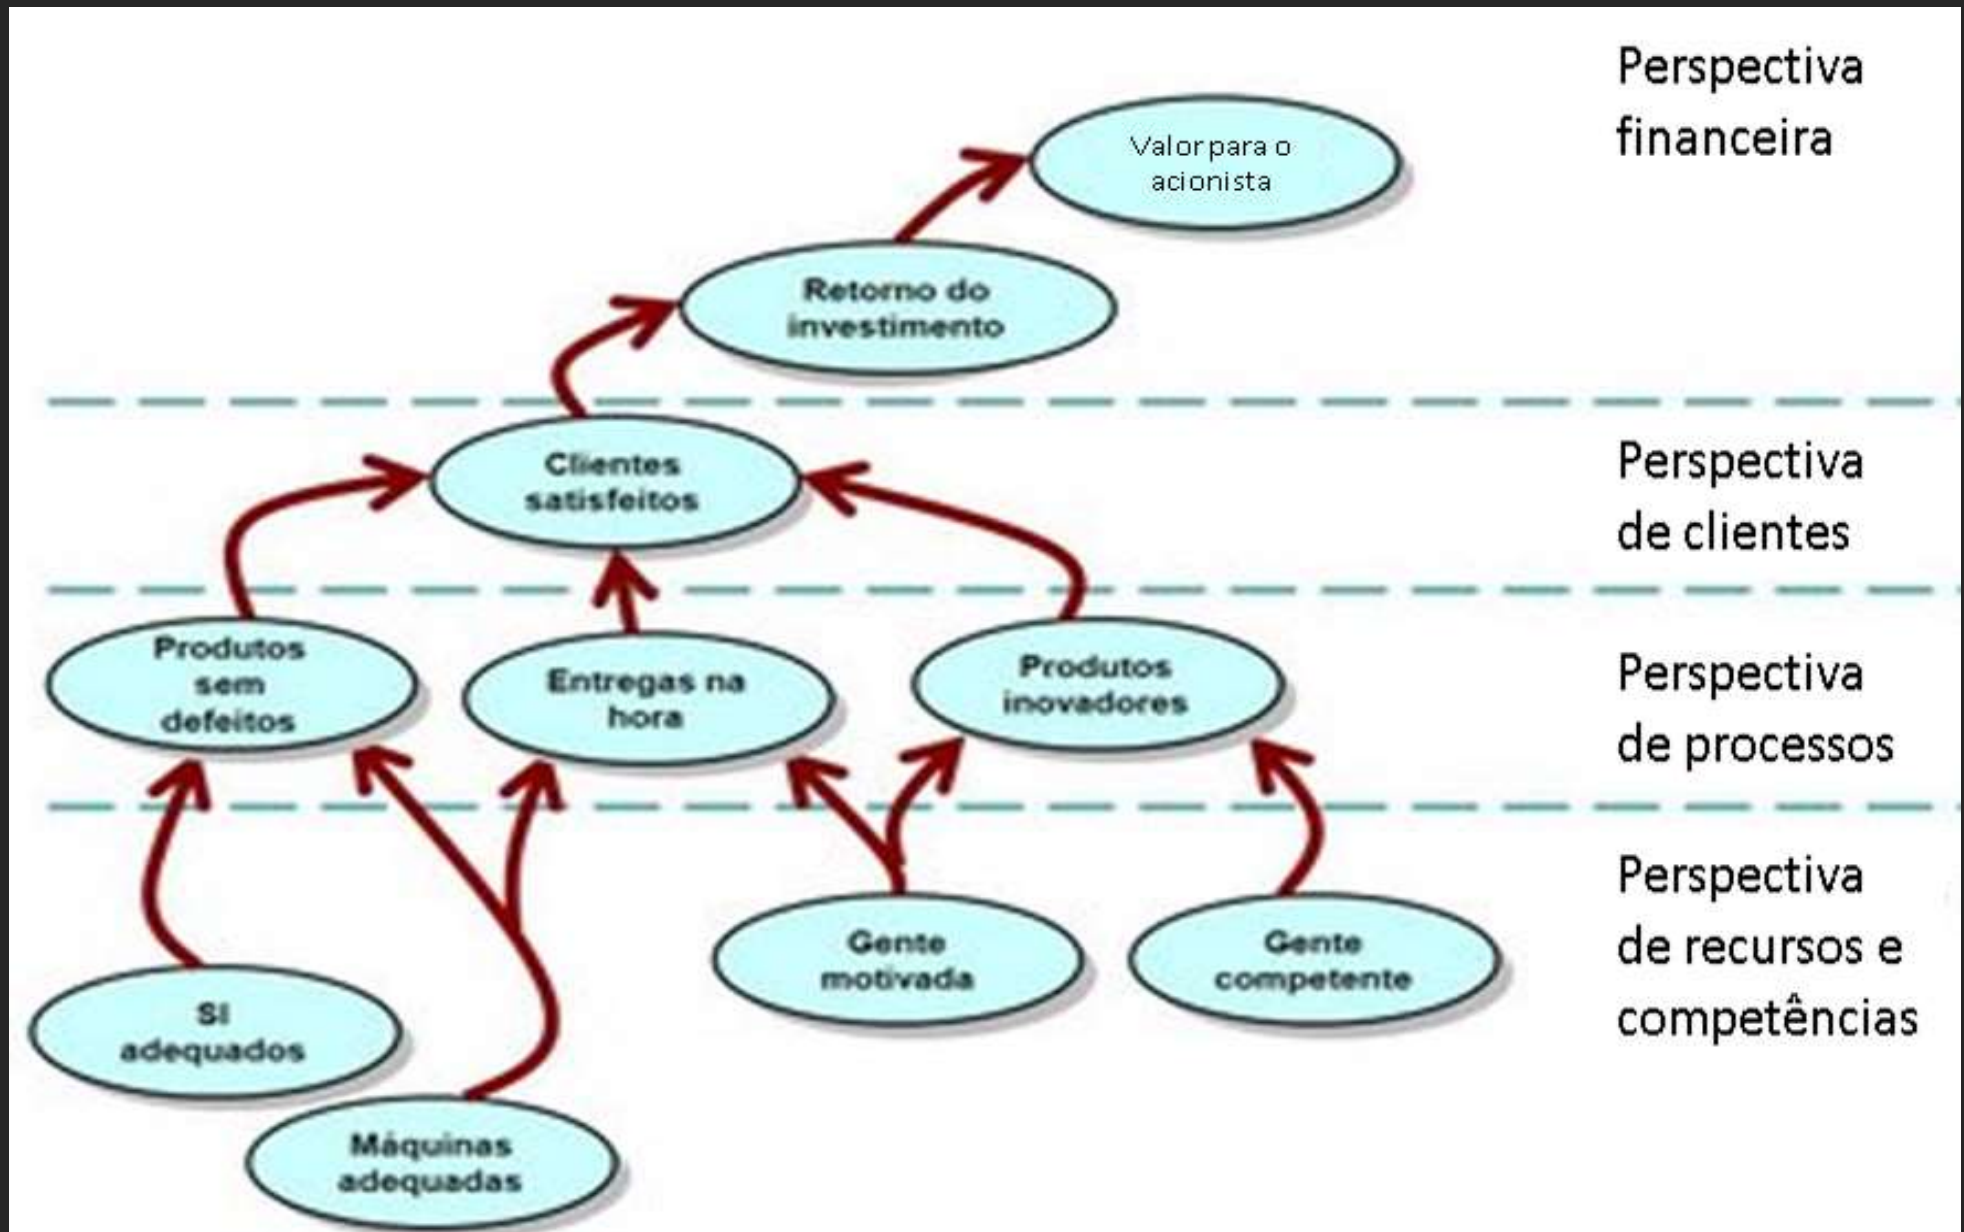 Perspectiva
financeira
Valor para o
acionista
Retorno do
investimento
Perspectiva
de clientes
Clientes
satisfeitos
Perspectiva
de processos
Produtos
sem
defeitos
Entregas na
hora
Produtos
inovadores
Perspectiva
de recursos e
competências
Gente
motivada
Gente
competente
SI
adequados
Máquinas
adequadas